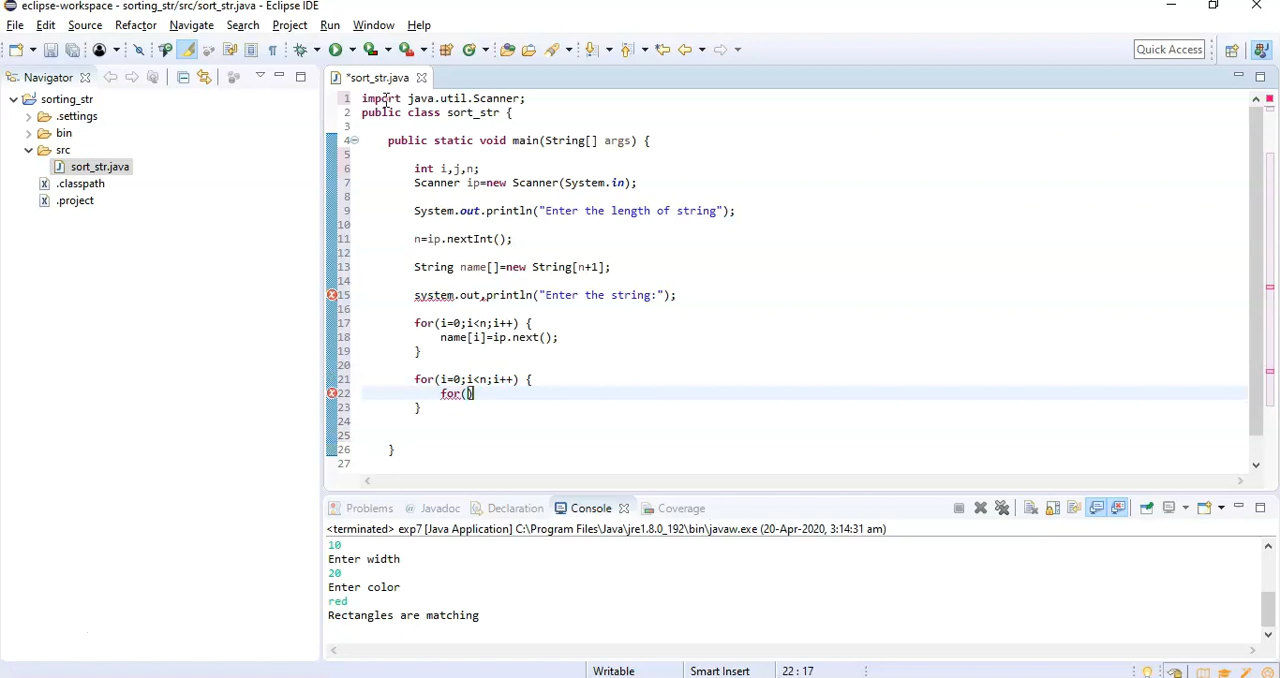 eclipse-workspace - sorting_str/src/sort_str.java - Eclipse IDE
File Edit Source Refactor Navigate Search Project Run Window Help
Quick Access
Navigator
*sort_str.java
sorting_str
.settings
bin
src
sort_str.java
.classpath
.project
1 import java.util.Scanner;
2 public class sort_str {
3
4 public static void main(String[] args) {
5
6 int i,j,n;
7 Scanner ip=new Scanner(System.in);
8
9 System.out.println("Enter the length of string");
10
11 n=ip.nextInt();
12
13 String name[]=new String[n+1];
14
15 system.out,println("Enter the string:");
16
17 for(i=0;i<n;i++) {
18 name[i]=ip.next();
19 }
20
21 for(i=0;i<n;i++) {
22 for()
23 }
24
25
26 }
27
Problems Javadoc Declaration Console Coverage
<terminated> exp7 [Java Application] C:\Program Files\Java\jre1.8.0_192\bin\javaw.exe (20-Apr-2020, 3:14:31 am)
10
Enter width
20
Enter color
red
Rectangles are matching
Writable Smart Insert 22 : 17